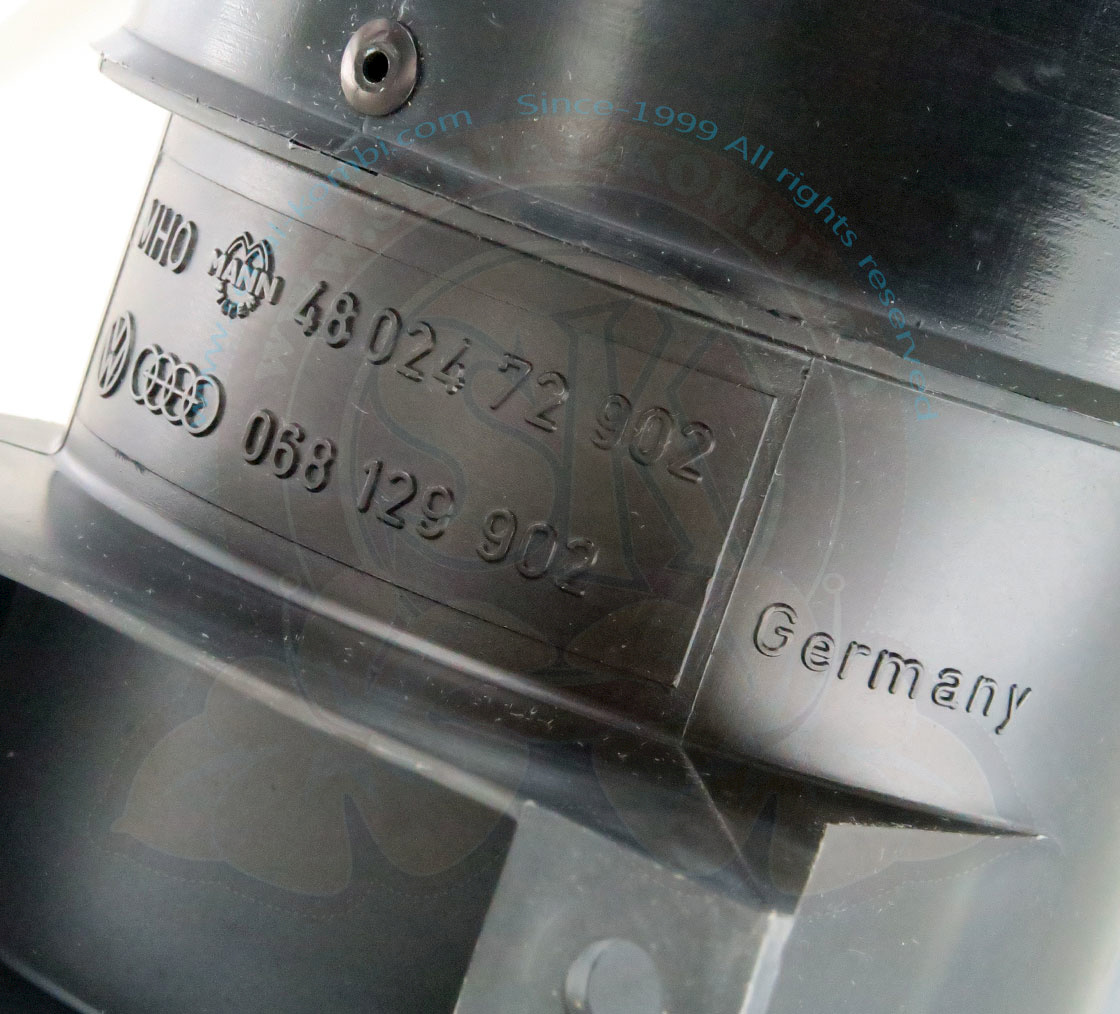 Since-1999 All rights reserved
MHO MANN 48 024 72 902
068 129 902
Germany